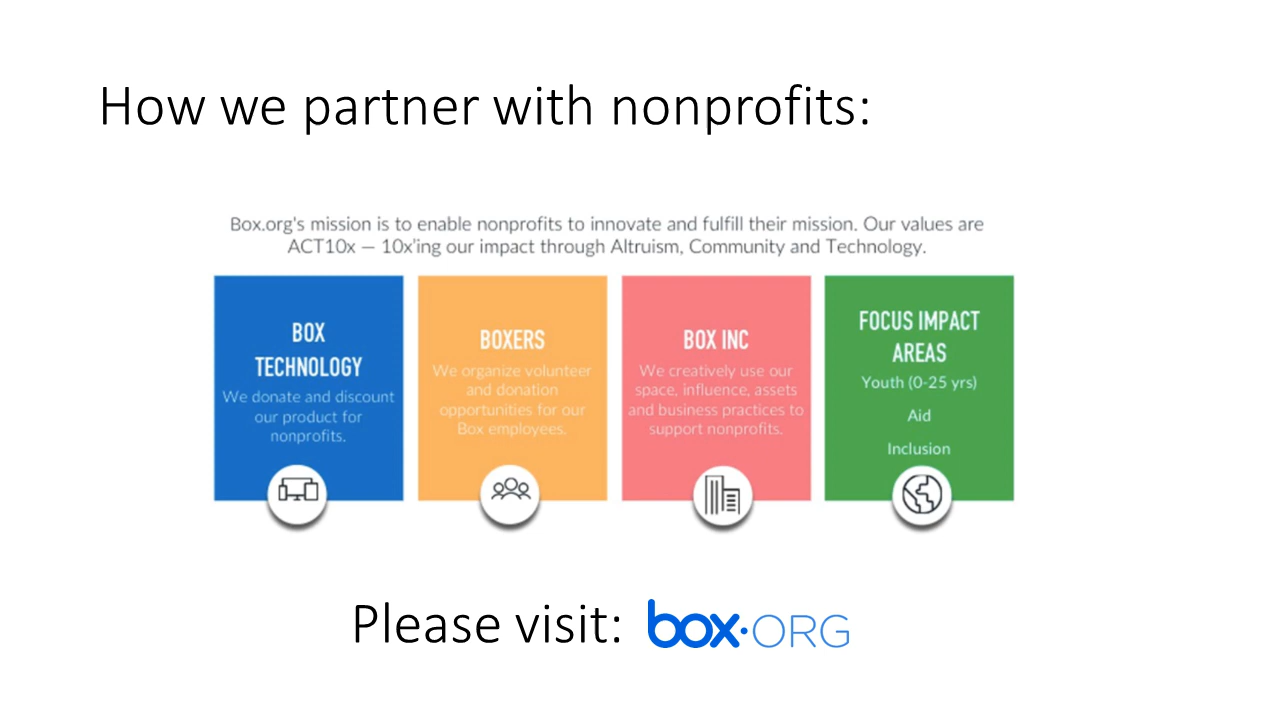 How we partner with nonprofits:
Box.org's mission is to enable nonprofits to innovate and fulfill their mission. Our values are
ACT10x — 10x'ing our impact through Altruism, Community and Technology.
BOX
TECHNOLOGY
We donate and discount
our product for
nonprofits.
BOXERS
We organize volunteer
and donation
opportunities for our
Box employees.
BOX INC
We creatively use our
space, influence, assets
and business practices to
support nonprofits.
FOCUS IMPACT
AREAS
Youth (0-25 yrs)
Aid
Inclusion
Please visit: box.ORG